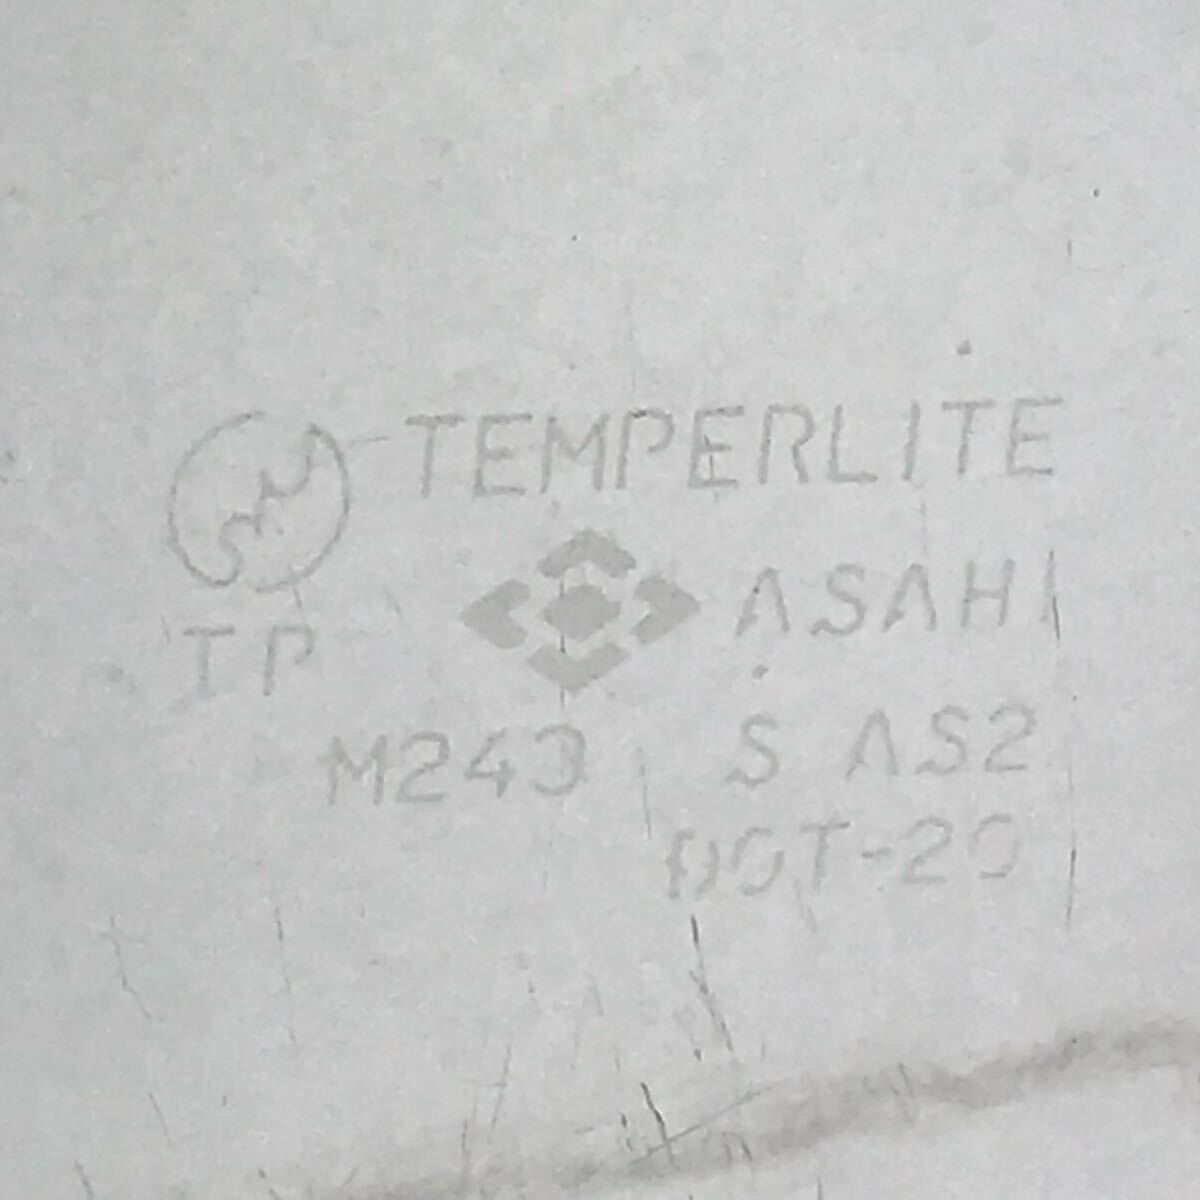 TEMPERLITE
TP
ASAHI
M243 S AS2
DOT-20